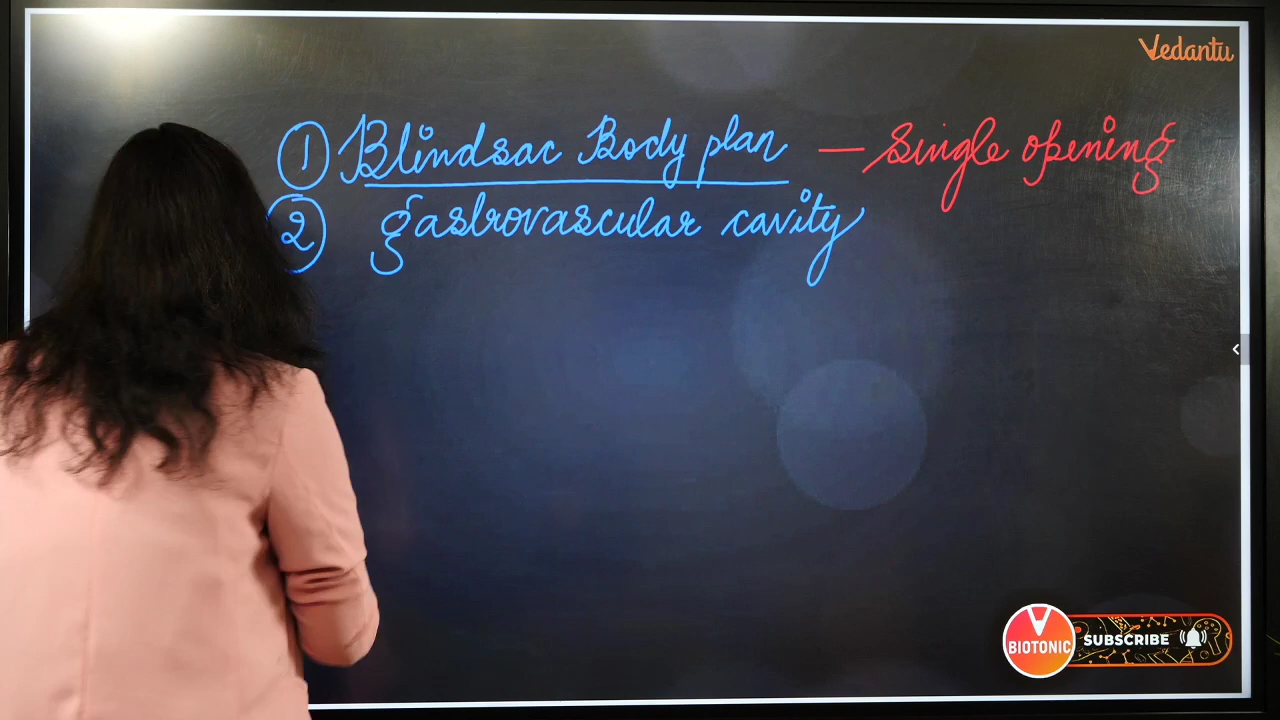 Vedantu
① Blindsac Body plan — Single opening
② gastrovascular cavity
BIOTONIC SUBSCRIBE